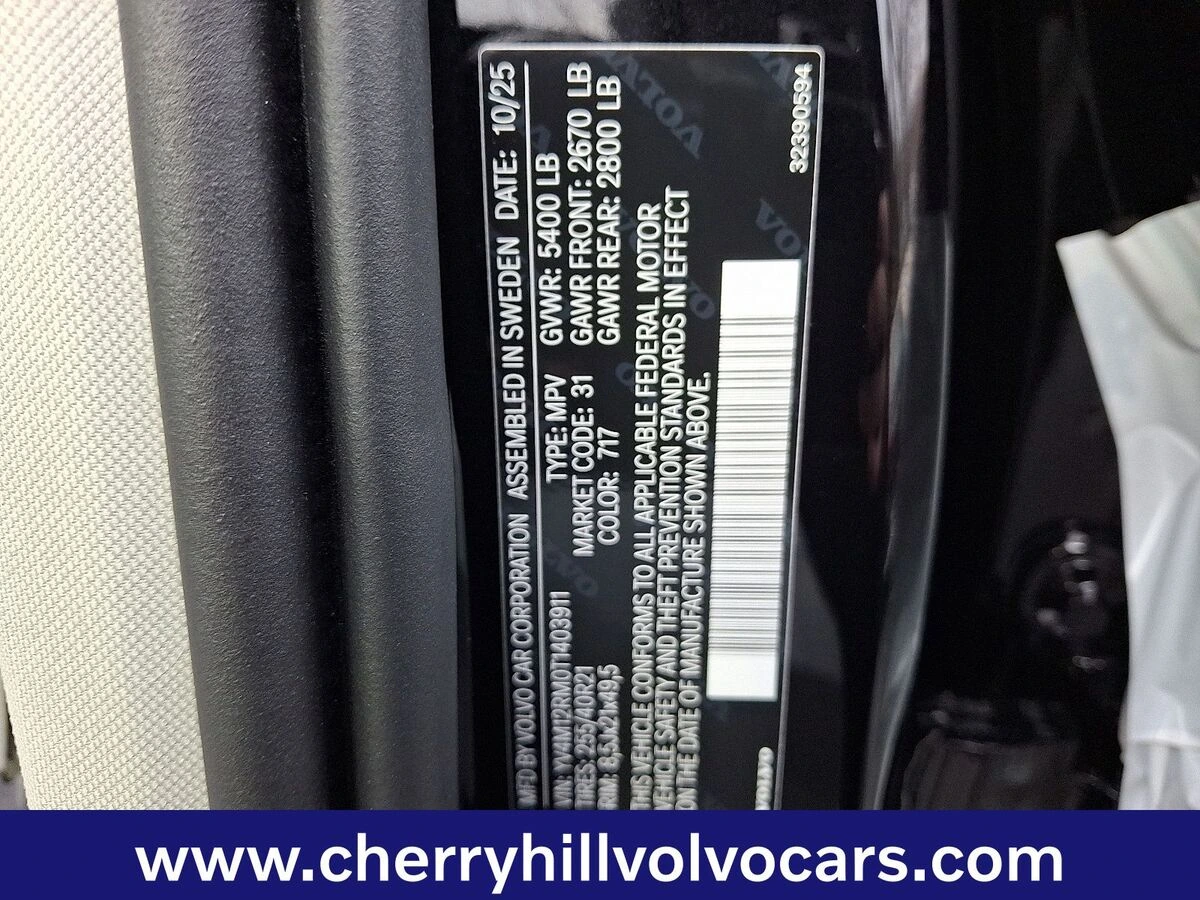 MFD BY VOLVO CAR CORPORATION ASSEMBLED IN SWEDEN DATE: 10/25
VIN: YV4M12RM0T1403911 TYPE: MPV GVWR: 5400 LB
TIRES: 255/40R21 MARKET CODE: 31 GAWR FRONT: 2670 LB
RIM: 8,5Jx21x49,5 COLOR: 717 GAWR REAR: 2800 LB
THIS VEHICLE CONFORMS TO ALL APPLICABLE FEDERAL MOTOR
VEHICLE SAFETY AND THEFT PREVENTION STANDARDS IN EFFECT
ON THE DATE OF MANUFACTURE SHOWN ABOVE.
VOLVO 32390594
www.cherryhillvolvocars.com